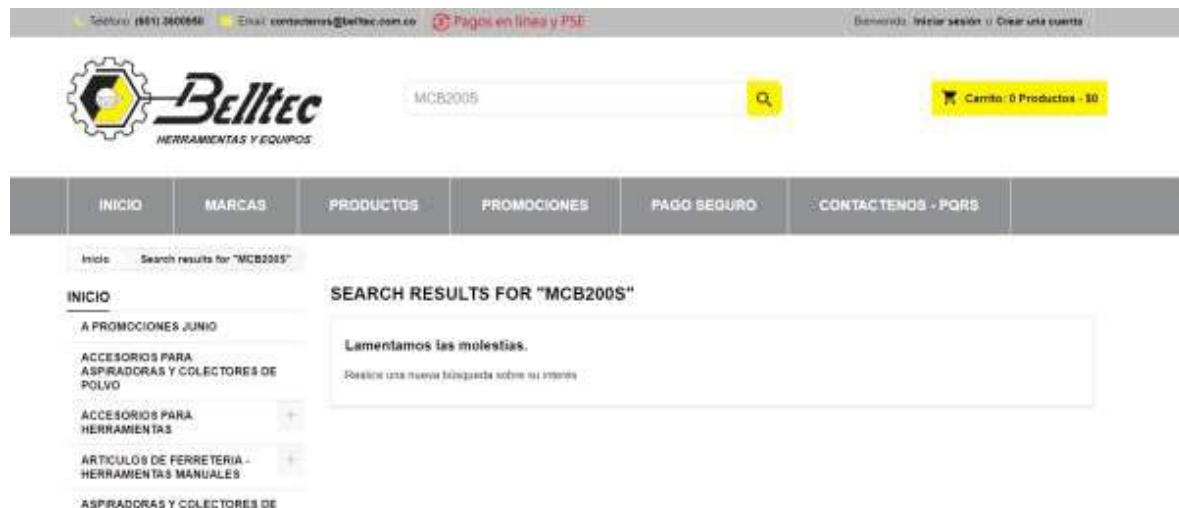 Teléfono: (601) 3600550 Email: contactenos@belltec.com.co Pagos en línea y PSE Bienvenido, Iniciar sesión o Crear una cuenta
Belltec
HERRAMIENTAS Y EQUIPOS
MCB200S
Carrito: 0 Productos - $0
INICIO MARCAS PRODUCTOS PROMOCIONES PAGO SEGURO CONTACTENOS - PQRS
Inicio Search results for "MCB200S"
INICIO
SEARCH RESULTS FOR "MCB200S"
A PROMOCIONES JUNIO
Lamentamos las molestias.
Realice una nueva búsqueda sobre su interés
ACCESORIOS PARA
ASPIRADORAS Y COLECTORES DE
POLVO
ACCESORIOS PARA
HERRAMIENTAS
ARTICULOS DE FERRETERIA -
HERRAMIENTAS MANUALES
ASPIRADORAS Y COLECTORES DE